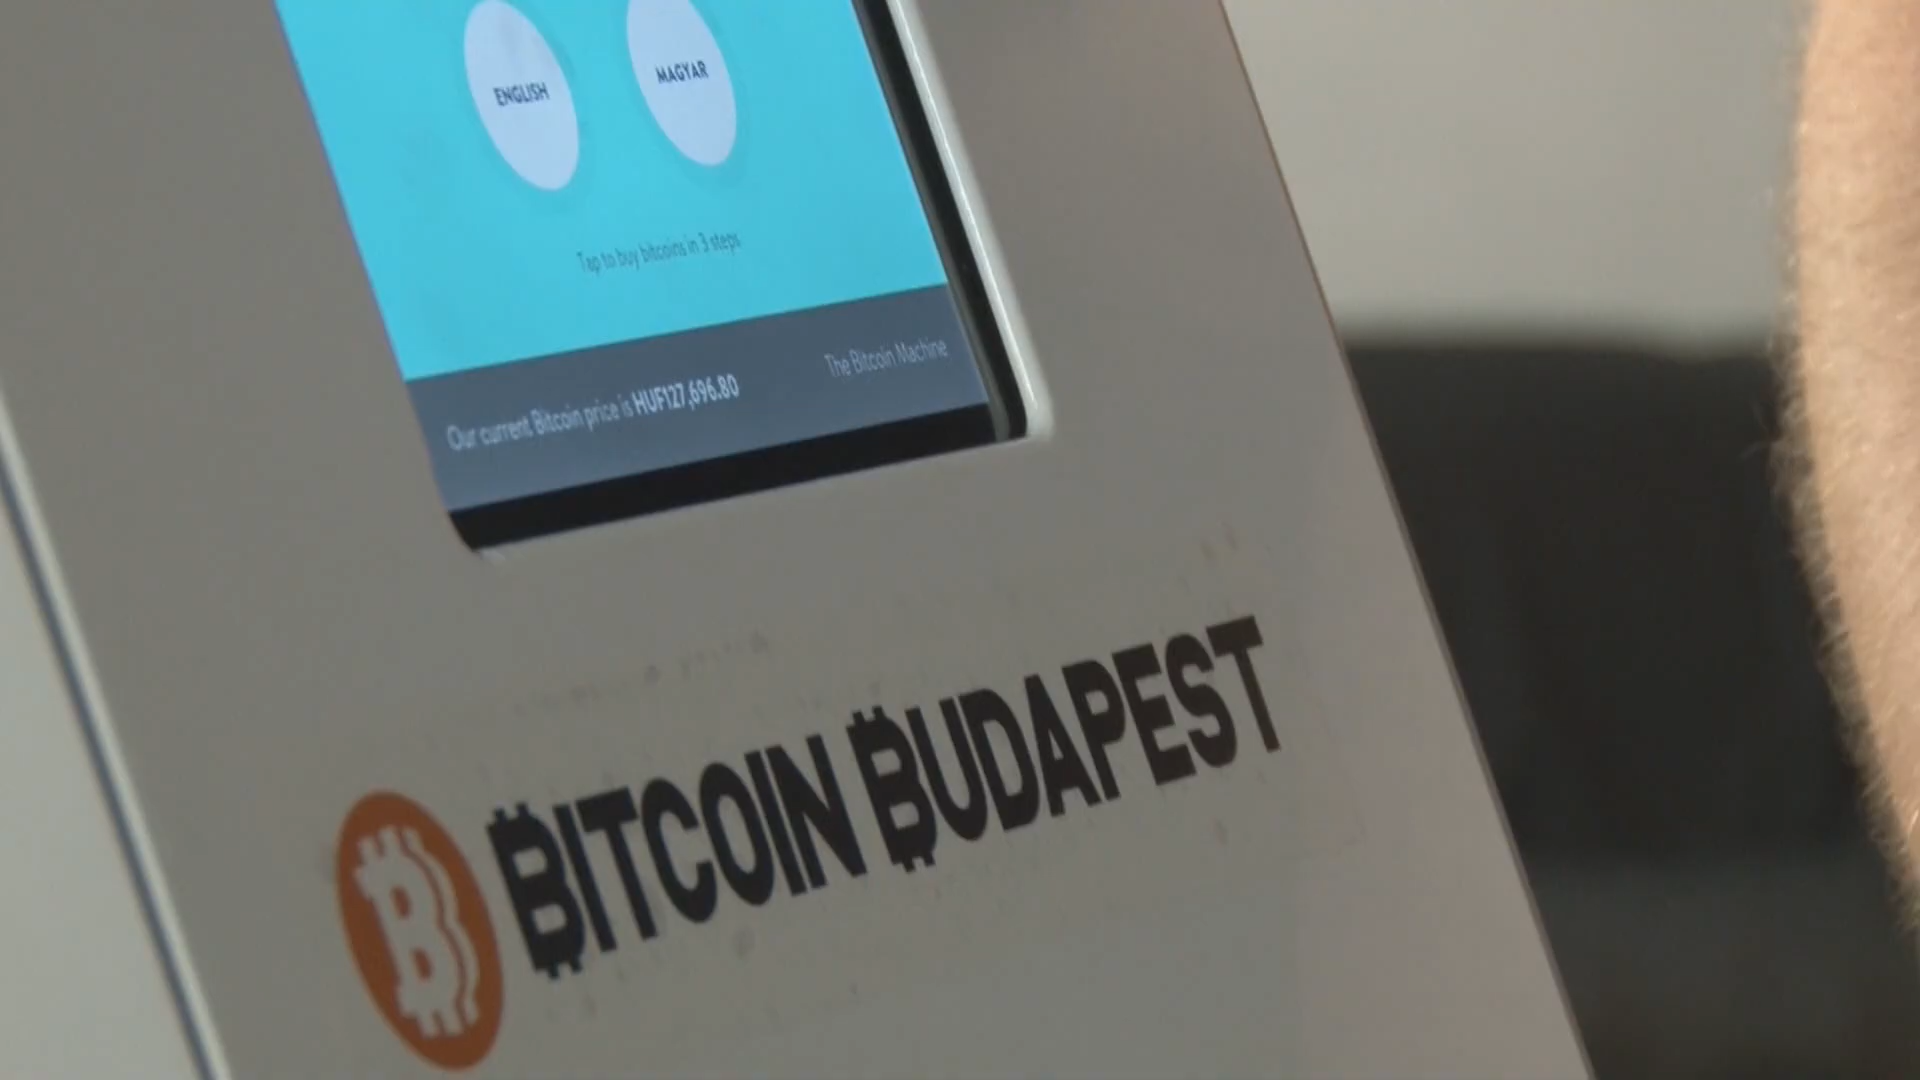 ENGLISH
MAGYAR
Tap to buy bitcoins in 3 steps
Our current Bitcoin price is HUF127,696.80
The Bitcoin Machine
BITCOIN BUDAPEST